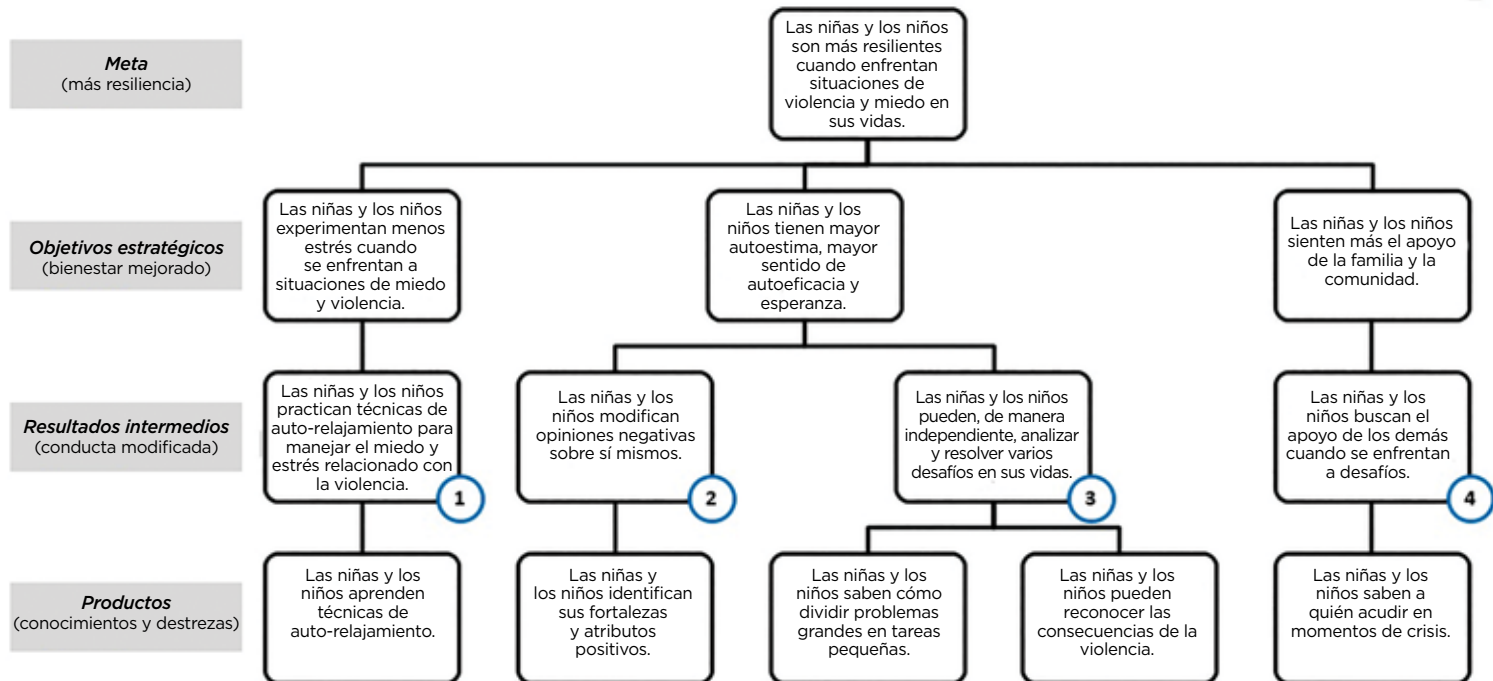 Meta
(más resiliencia)
Las niñas y los niños
son más resilientes
cuando enfrentan
situaciones de
violencia y miedo en
sus vidas.
Objetivos estratégicos
(bienestar mejorado)
Las niñas y los niños
experimentan menos
estrés cuando
se enfrentan a
situaciones de miedo
y violencia.
Las niñas y los
niños tienen mayor
autoestima, mayor
sentido de
autoeficacia y
esperanza.
Las niñas y los niños
sienten más el apoyo
de la familia y la
comunidad.
Resultados intermedios
(conducta modificada)
Las niñas y los niños
practican técnicas de
auto-relajamiento para
manejar el miedo y
estrés relacionado con
la violencia.
1
Las niñas y los
niños modifican
opiniones negativas
sobre sí mismos.
2
Las niñas y los niños
pueden, de manera
independiente, analizar
y resolver varios
desafíos en sus vidas.
3
Las niñas y los
niños buscan el
apoyo de los demás
cuando se enfrentan
a desafíos.
4
Productos
(conocimientos y destrezas)
Las niñas y los
niños aprenden
técnicas de
auto-relajamiento.
Las niñas y
los niños identifican
sus fortalezas
y atributos
positivos.
Las niñas y los
niños saben cómo
dividir problemas
grandes en tareas
pequeñas.
Las niñas y los
niños pueden
reconocer las
consecuencias de la
violencia.
Las niñas y los
niños saben a
quién acudir en
momentos de crisis.